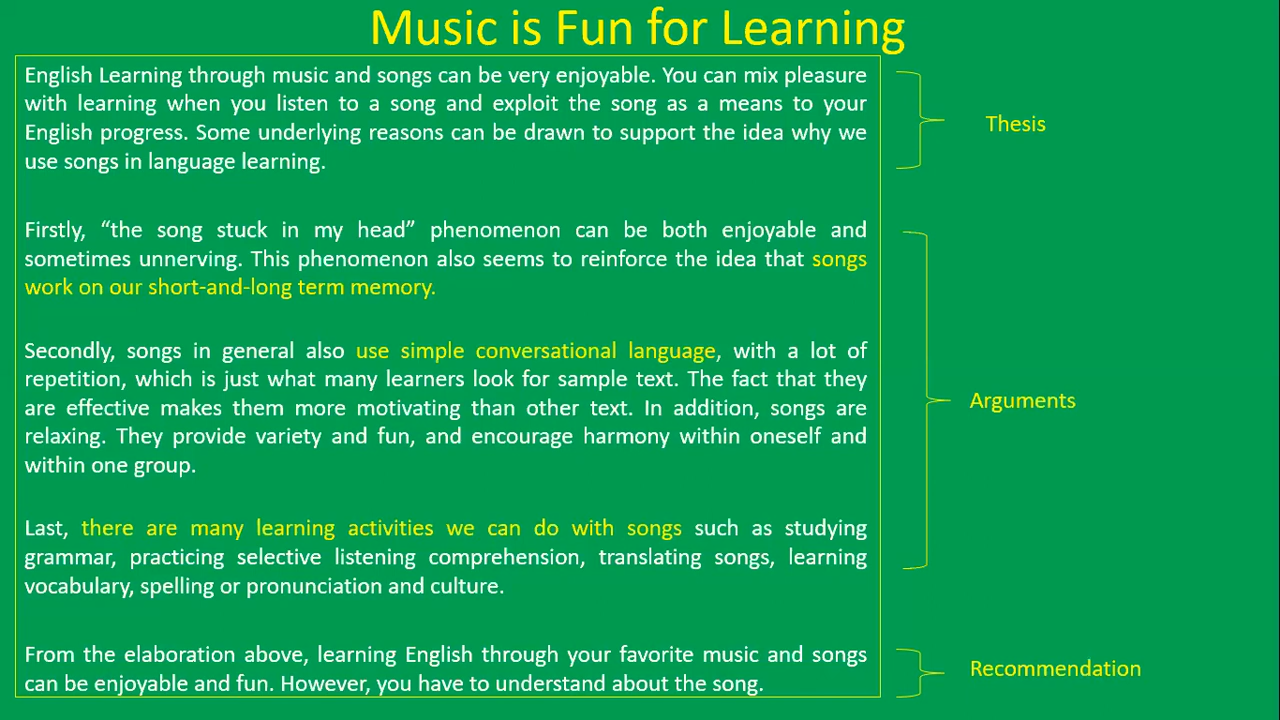 Music is Fun for Learning
English Learning through music and songs can be very enjoyable. You can mix pleasure
with learning when you listen to a song and exploit the song as a means to your
English progress. Some underlying reasons can be drawn to support the idea why we
use songs in language learning.
Thesis
Firstly, “the song stuck in my head” phenomenon can be both enjoyable and
sometimes unnerving. This phenomenon also seems to reinforce the idea that songs
work on our short-and-long term memory.
Secondly, songs in general also use simple conversational language, with a lot of
repetition, which is just what many learners look for sample text. The fact that they
are effective makes them more motivating than other text. In addition, songs are
relaxing. They provide variety and fun, and encourage harmony within oneself and
within one group.
Last, there are many learning activities we can do with songs such as studying
grammar, practicing selective listening comprehension, translating songs, learning
vocabulary, spelling or pronunciation and culture.
Arguments
From the elaboration above, learning English through your favorite music and songs
can be enjoyable and fun. However, you have to understand about the song.
Recommendation